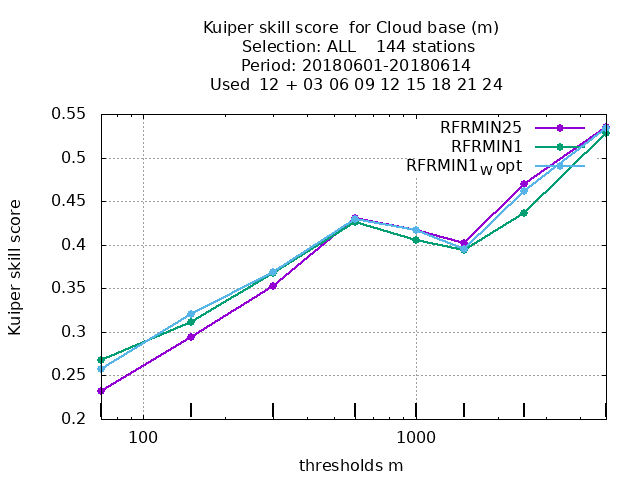 Kuiper skill score  for Cloud base (m)
Selection: ALL    144 stations
Period: 20180601-20180614
Used  12 + 03 06 09 12 15 18 21 24
RFRMIN25
RFRMIN1
RFRMIN1W opt
0.55
0.5
0.45
0.4
0.35
0.3
0.25
0.2
Kuiper skill score
100
1000
thresholds m